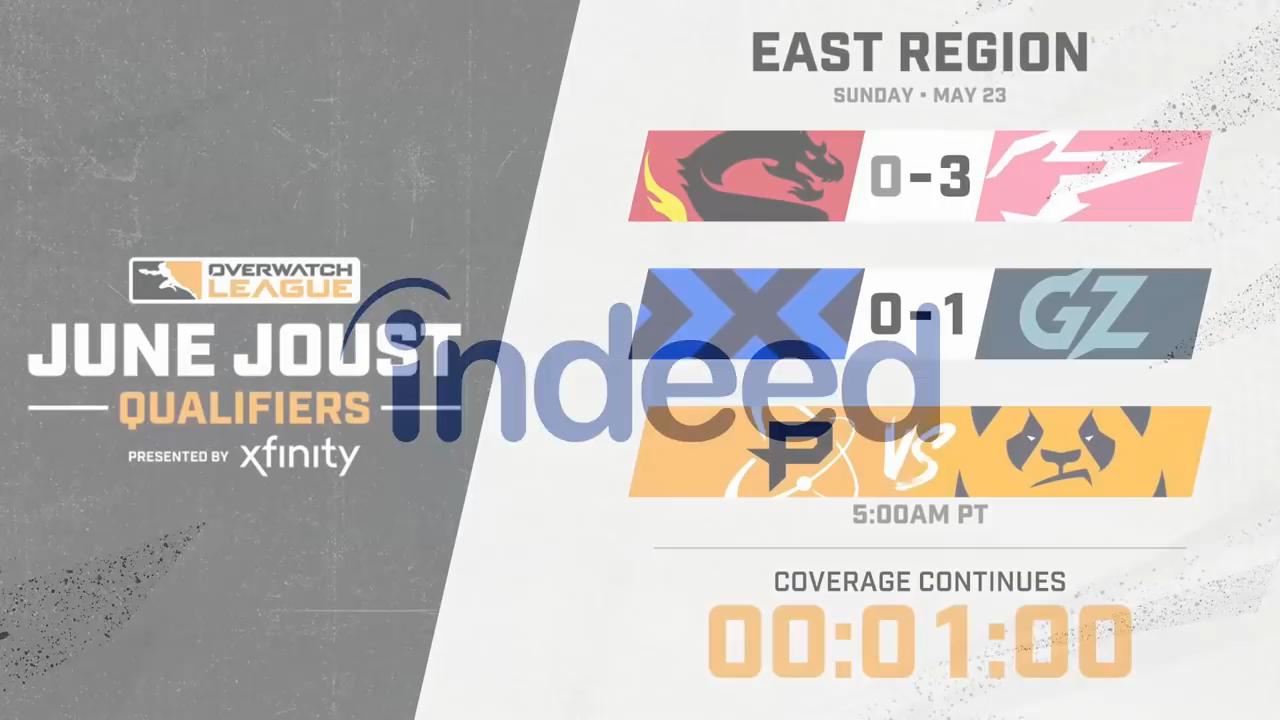 OVERWATCH
LEAGUE
JUNE JOUST
QUALIFIERS
PRESENTED BY xfinity
indeed
EAST REGION
SUNDAY • MAY 23
0-3
0-1
GZ
P
VS
5:00AM PT
COVERAGE CONTINUES
00:01:00